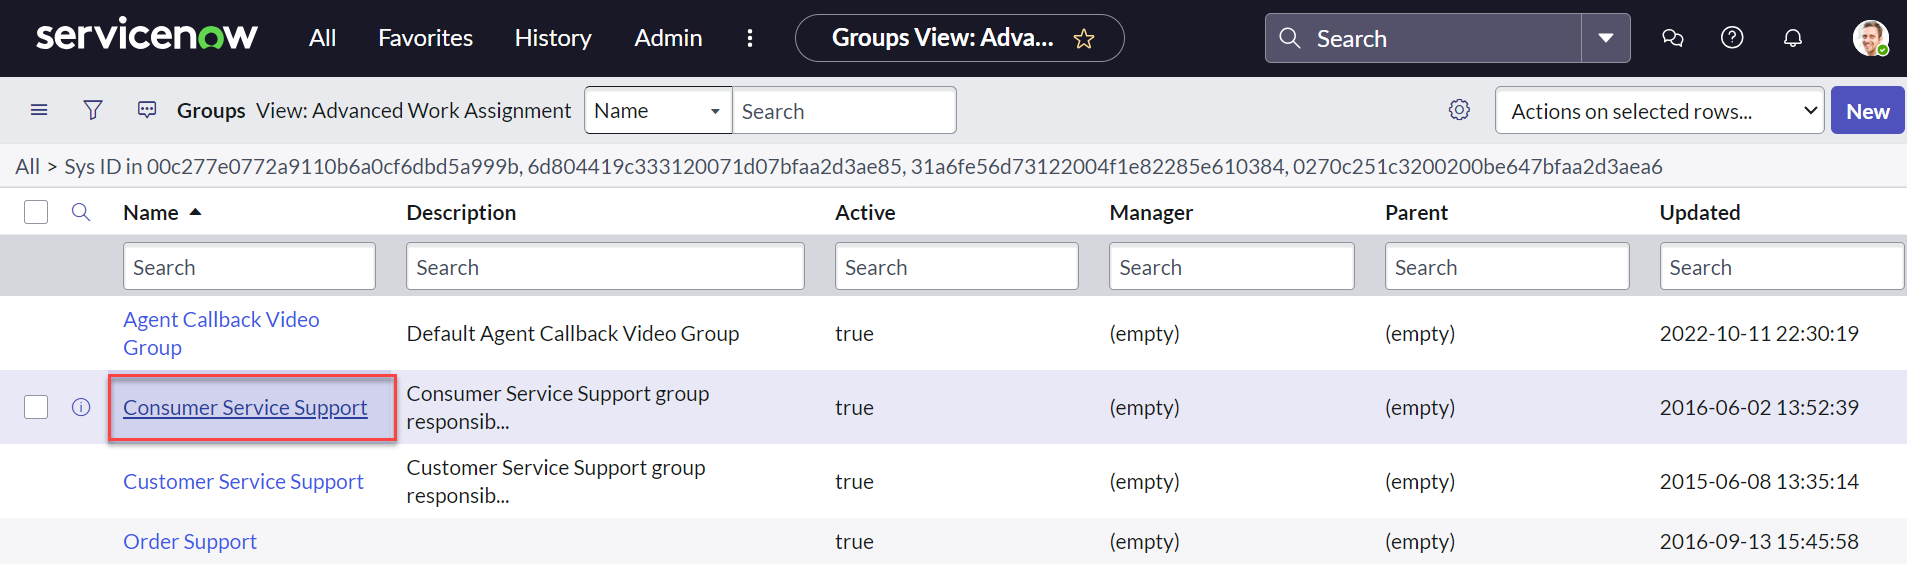 servicenow All Favorites History Admin Groups View: Adva... Search
Groups View: Advanced Work Assignment Name Search Actions on selected rows... New
All > Sys ID in 00c277e0772a9110b6a0cf6dbd5a999b, 6d804419c333120071d07bfaa2d3ae85, 31a6fe56d73122004f1e82285e610384, 0270c251c3200200be647bfaa2d3aea6
Name Description Active Manager Parent Updated
Search Search Search Search Search Search
Agent Callback Video
Group
Default Agent Callback Video Group true (empty) (empty) 2022-10-11 22:30:19
Consumer Service Support
Consumer Service Support group
responsib...
true (empty) (empty) 2016-06-02 13:52:39
Customer Service Support
Customer Service Support group
responsib...
true (empty) (empty) 2015-06-08 13:35:14
Order Support true (empty) (empty) 2016-09-13 15:45:58